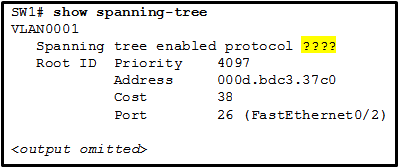 SW1# show spanning-tree
VLAN0001
Spanning tree enabled protocol ????
Root ID Priority 4097
Address 000d.bdc3.37c0
Cost 38
Port 26 (FastEthernet0/2)
<output omitted>